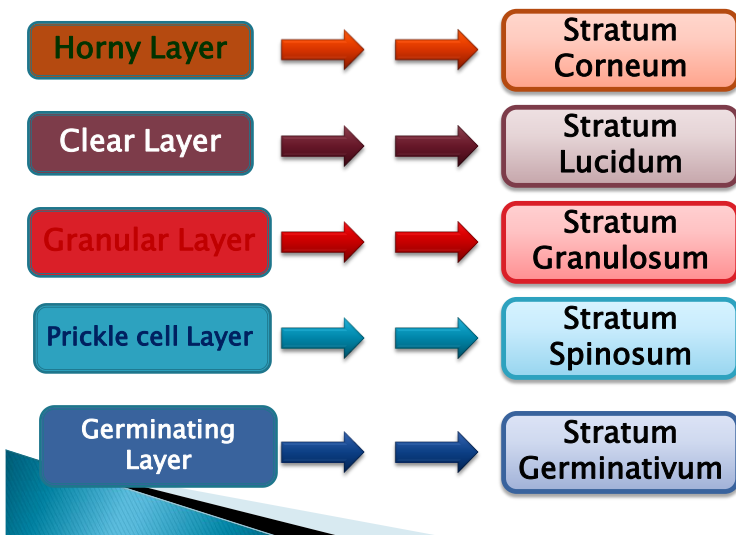 Horny Layer
Stratum
Corneum
Clear Layer
Stratum
Lucidum
Granular Layer
Stratum
Granulosum
Prickle cell Layer
Stratum
Spinosum
Germinating
Layer
Stratum
Germinativum